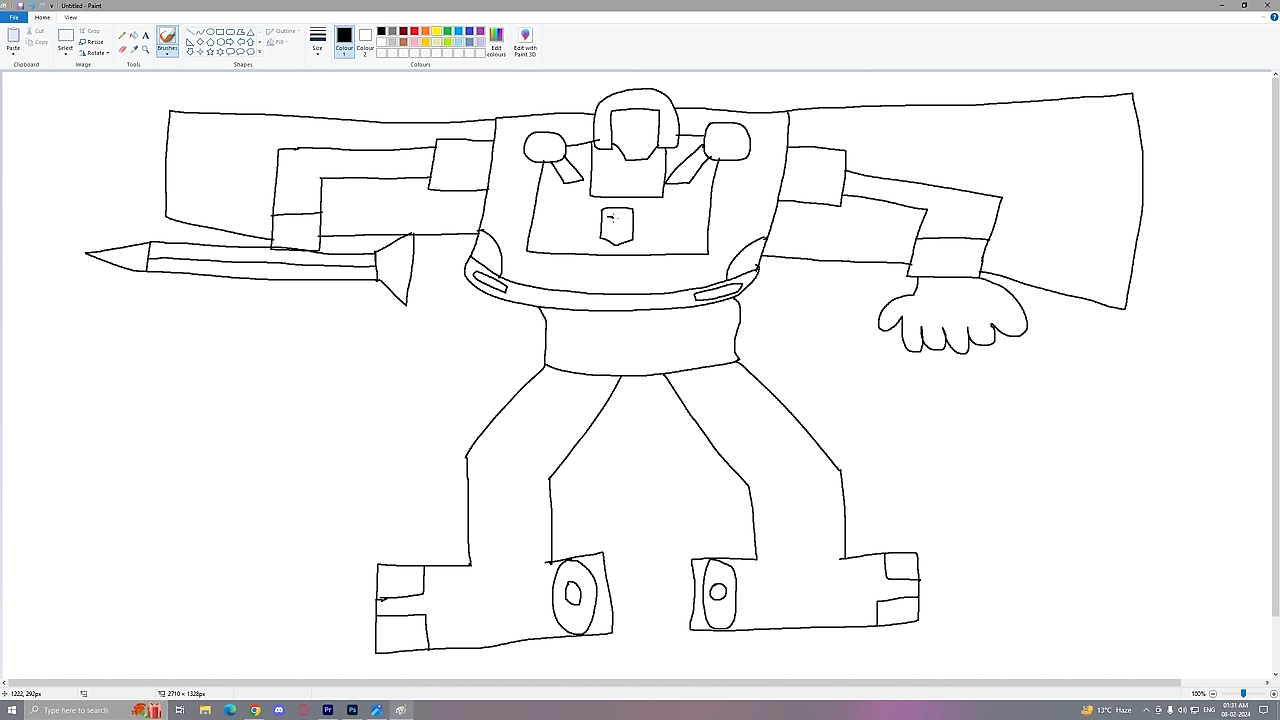 Untitled - Paint
File Home View
Paste
Cut
Copy
Clipboard
Select
Crop
Resize
Rotate
Image
A
Tools
Brushes
Outline
Fill
Shapes
Size
Colour 1
Colour 2
Edit colours
Edit with Paint 3D
Colours
1222, 292px
2710 × 1328px
100%
Type here to search
Pr
Ps
13°C Haze
ENG
01:31 AM
08-02-2024